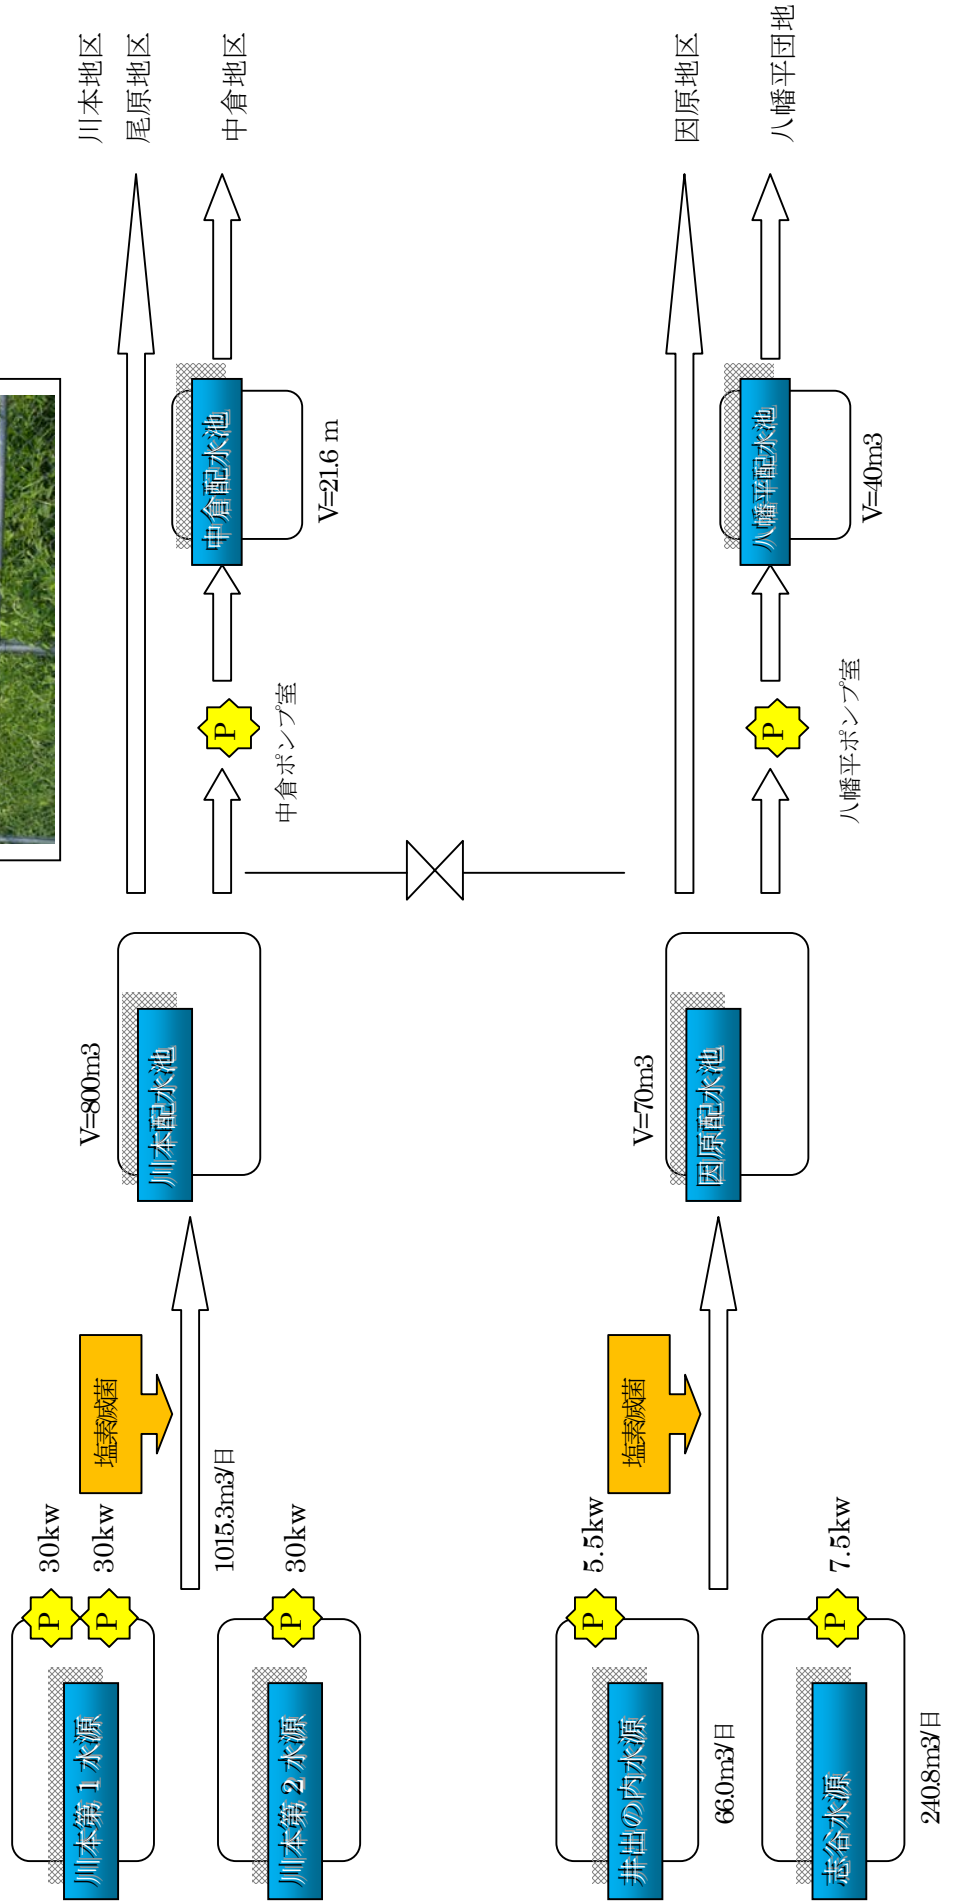 川本第 1 水源
30kw
P
30kw
P
川本第 2 水源
30kw
P
塩素滅菌
1015.3m3/日
V=800m3
川本配水池
川本地区
尾原地区
P
中倉ポンプ室
中倉配水池
V=21.6 m
中倉地区
井出の内水源
66.0m3/日
5.5kw
P
志谷水源
240.8m3/日
7.5kw
P
塩素滅菌
V=70m3
因原配水池
因原地区
P
八幡平ポンプ室
八幡平配水池
V=40m3
八幡平団地